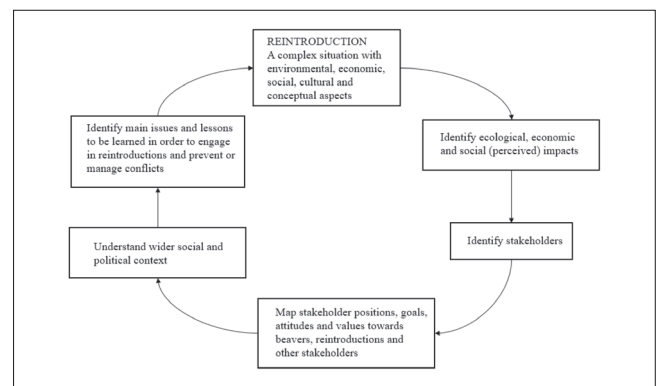 REINTRODUCTION
A complex situation with
environmental, economic,
social, cultural and
conceptual aspects
Identify ecological, economic
and social (perceived) impacts
Identify stakeholders
Map stakeholder positions, goals,
attitudes and values towards
beavers, reintroductions and
other stakeholders
Understand wider social and
political context
Identify main issues and lessons
to be learned in order to engage
in reintroductions and prevent or
manage conflicts